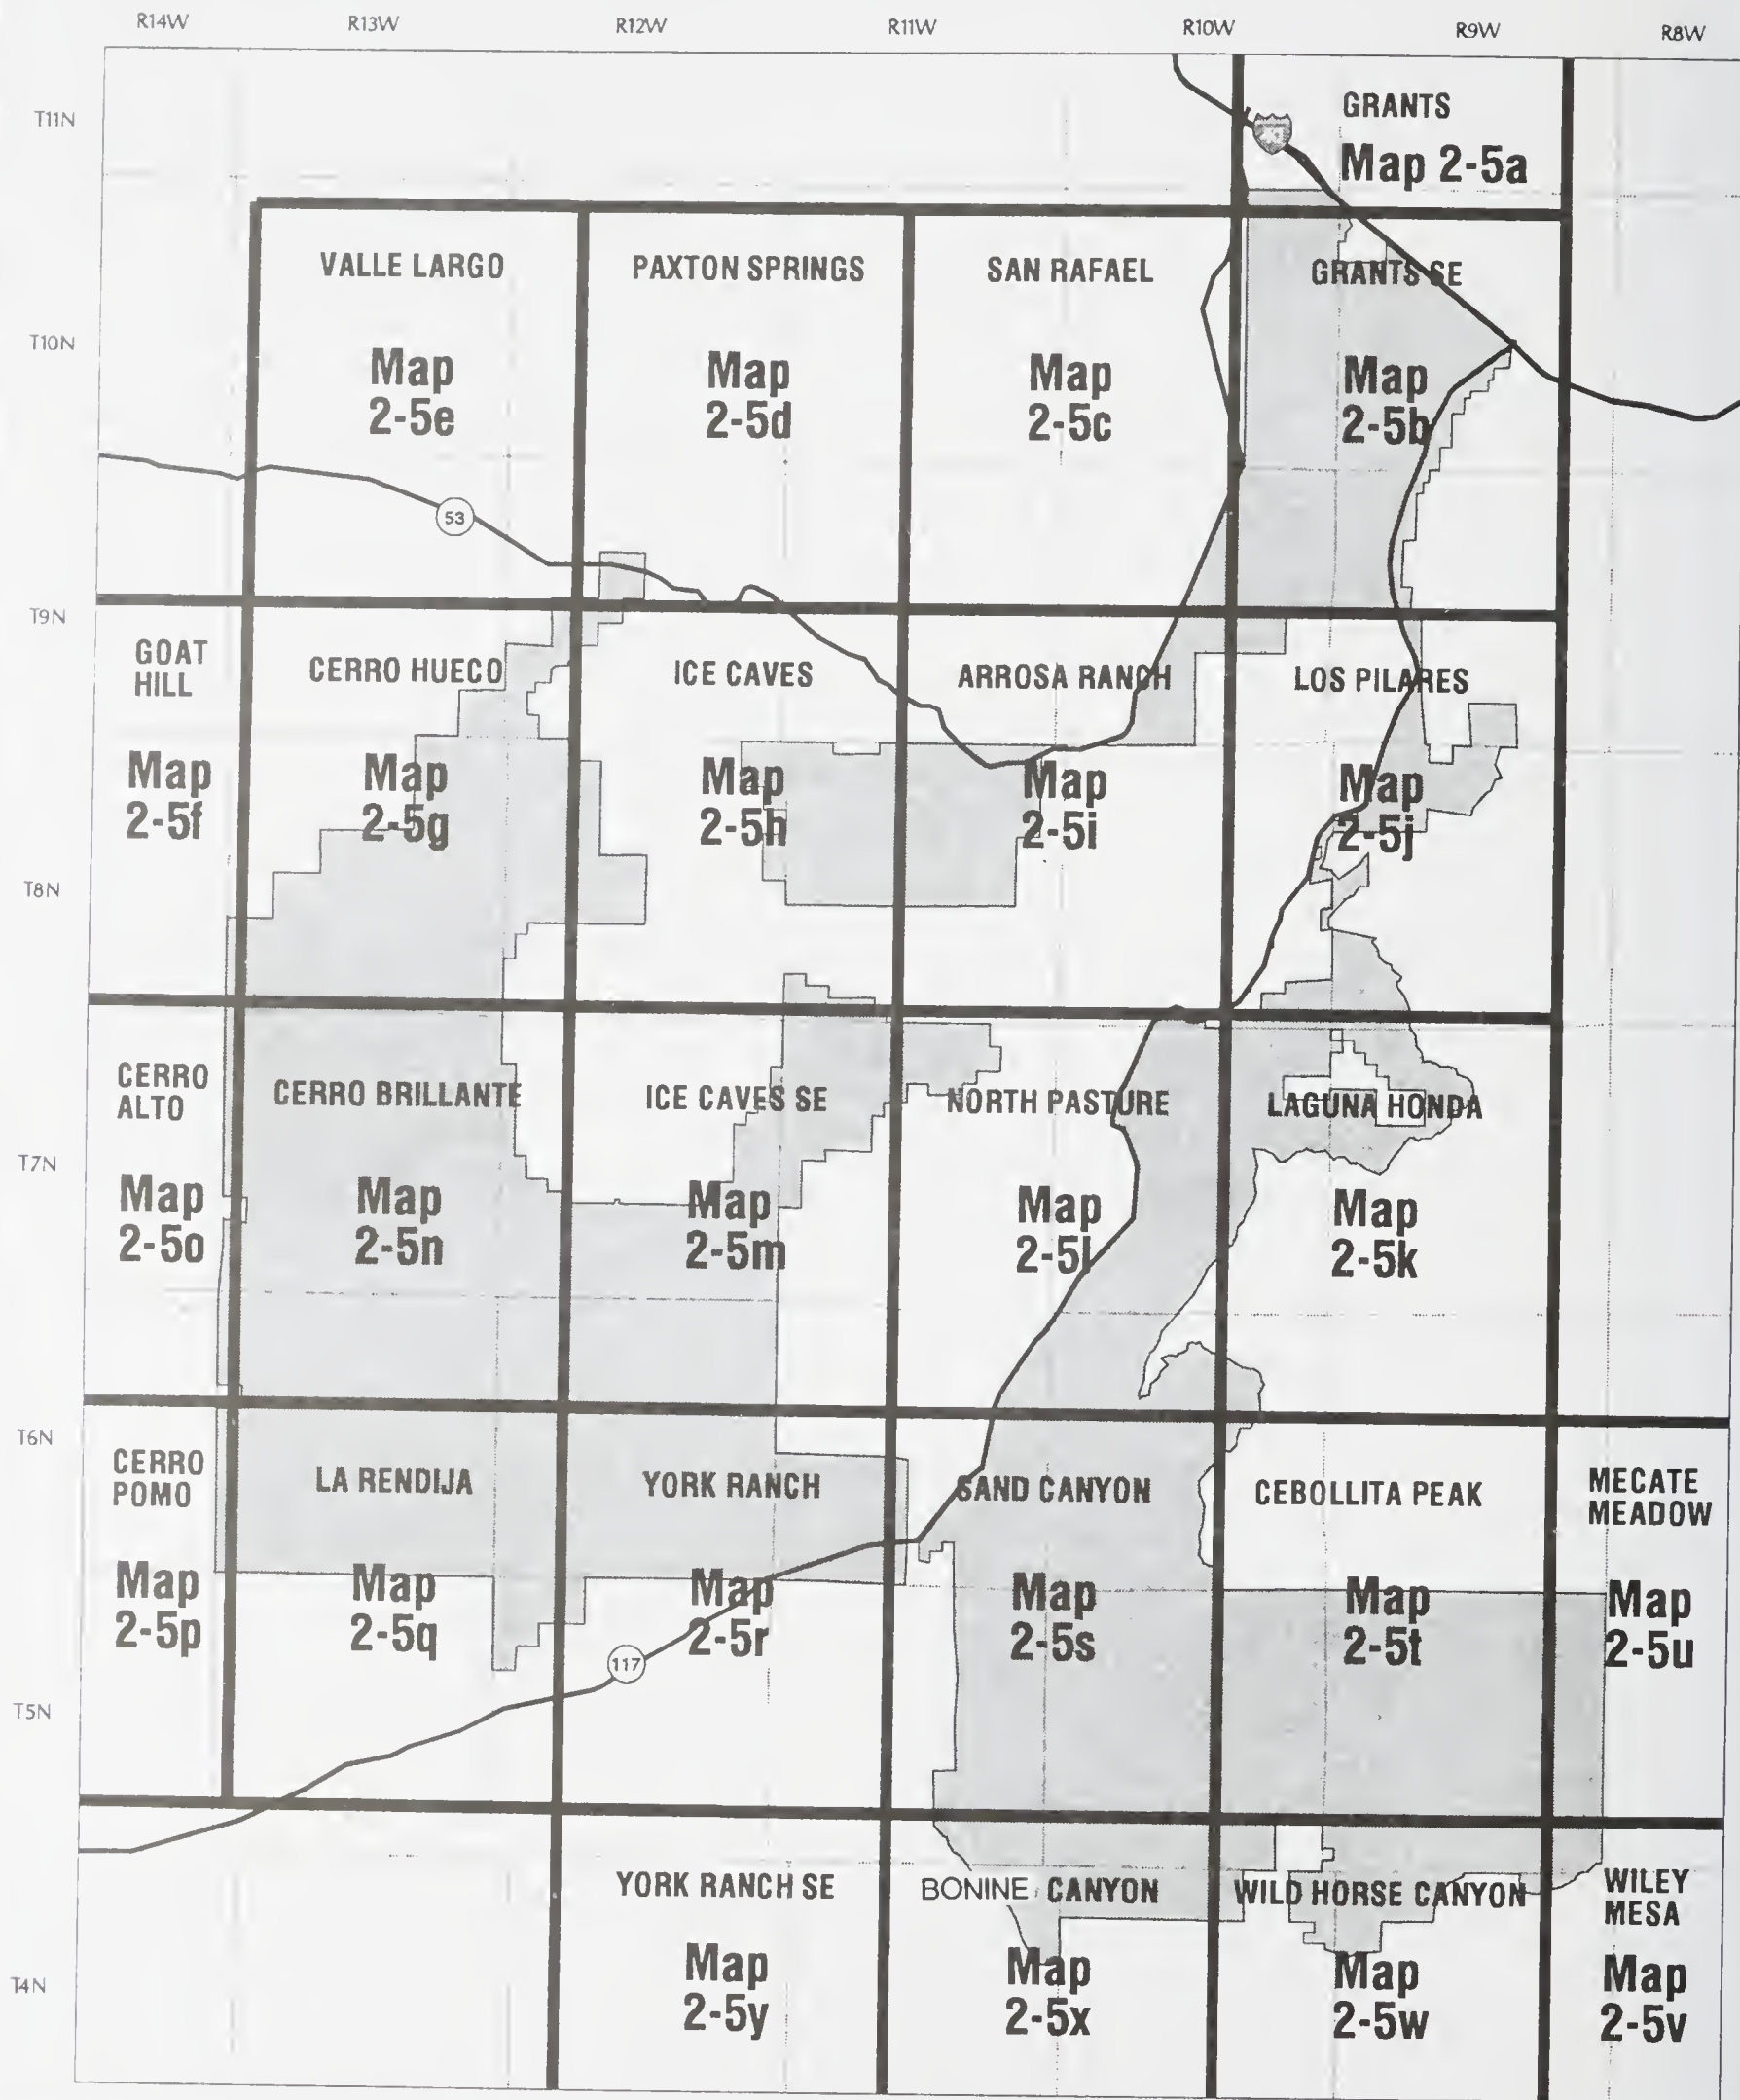 R14W R13W R12W R11W R10W R9W R8W
T11N
GRANTS
Map 2-5a
VALLE LARGO PAXTON SPRINGS SAN RAFAEL GRANTS SE
T10N
Map Map Map Map
2-5e 2-5d 2-5c 2-5b
53
T9N
GOAT
HILL
CERRO HUECO ICE CAVES ARROSA RANCH LOS PILARES
Map Map Map Map Map
2-5f 2-5g 2-5h 2-5i 2-5j
T8N
CERRO
ALTO
CERRO BRILLANTE ICE CAVES SE NORTH PASTURE LAGUNA HONDA
T7N
Map Map Map Map Map
2-5o 2-5n 2-5m 2-5l 2-5k
T6N
CERRO
POMO
LA RENDIJA YORK RANCH SAND CANYON CEBOLLITA PEAK
MECATE
MEADOW
Map Map Map Map Map Map
2-5p 2-5q 2-5r 2-5s 2-5t 2-5u
117
T5N
YORK RANCH SE BONINE CANYON WILD HORSE CANYON
WILEY
MESA
T4N
Map Map Map Map
2-5y 2-5x 2-5w 2-5v